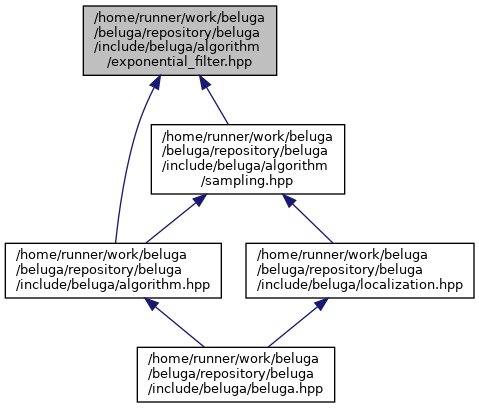 /home/runner/work/beluga
/beluga/repository/beluga
/include/beluga/algorithm
/exponential_filter.hpp
/home/runner/work/beluga
/beluga/repository/beluga
/include/beluga/algorithm
/sampling.hpp
/home/runner/work/beluga
/beluga/repository/beluga
/include/beluga/algorithm.hpp
/home/runner/work/beluga
/beluga/repository/beluga
/include/beluga/localization.hpp
/home/runner/work/beluga
/beluga/repository/beluga
/include/beluga/beluga.hpp